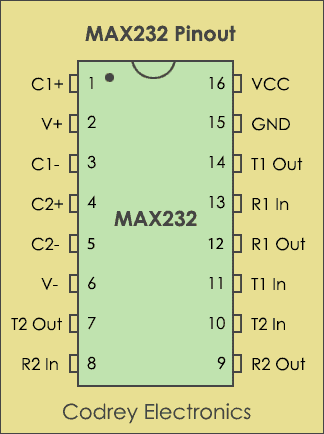 MAX232 Pinout
C1+ 1 16 VCC
V+ 2 15 GND
C1- 3 14 T1 Out
C2+ 4 13 R1 In
MAX232
C2- 5 12 R1 Out
V- 6 11 T1 In
T2 Out 7 10 T2 In
R2 In 8 9 R2 Out
Codrey Electronics